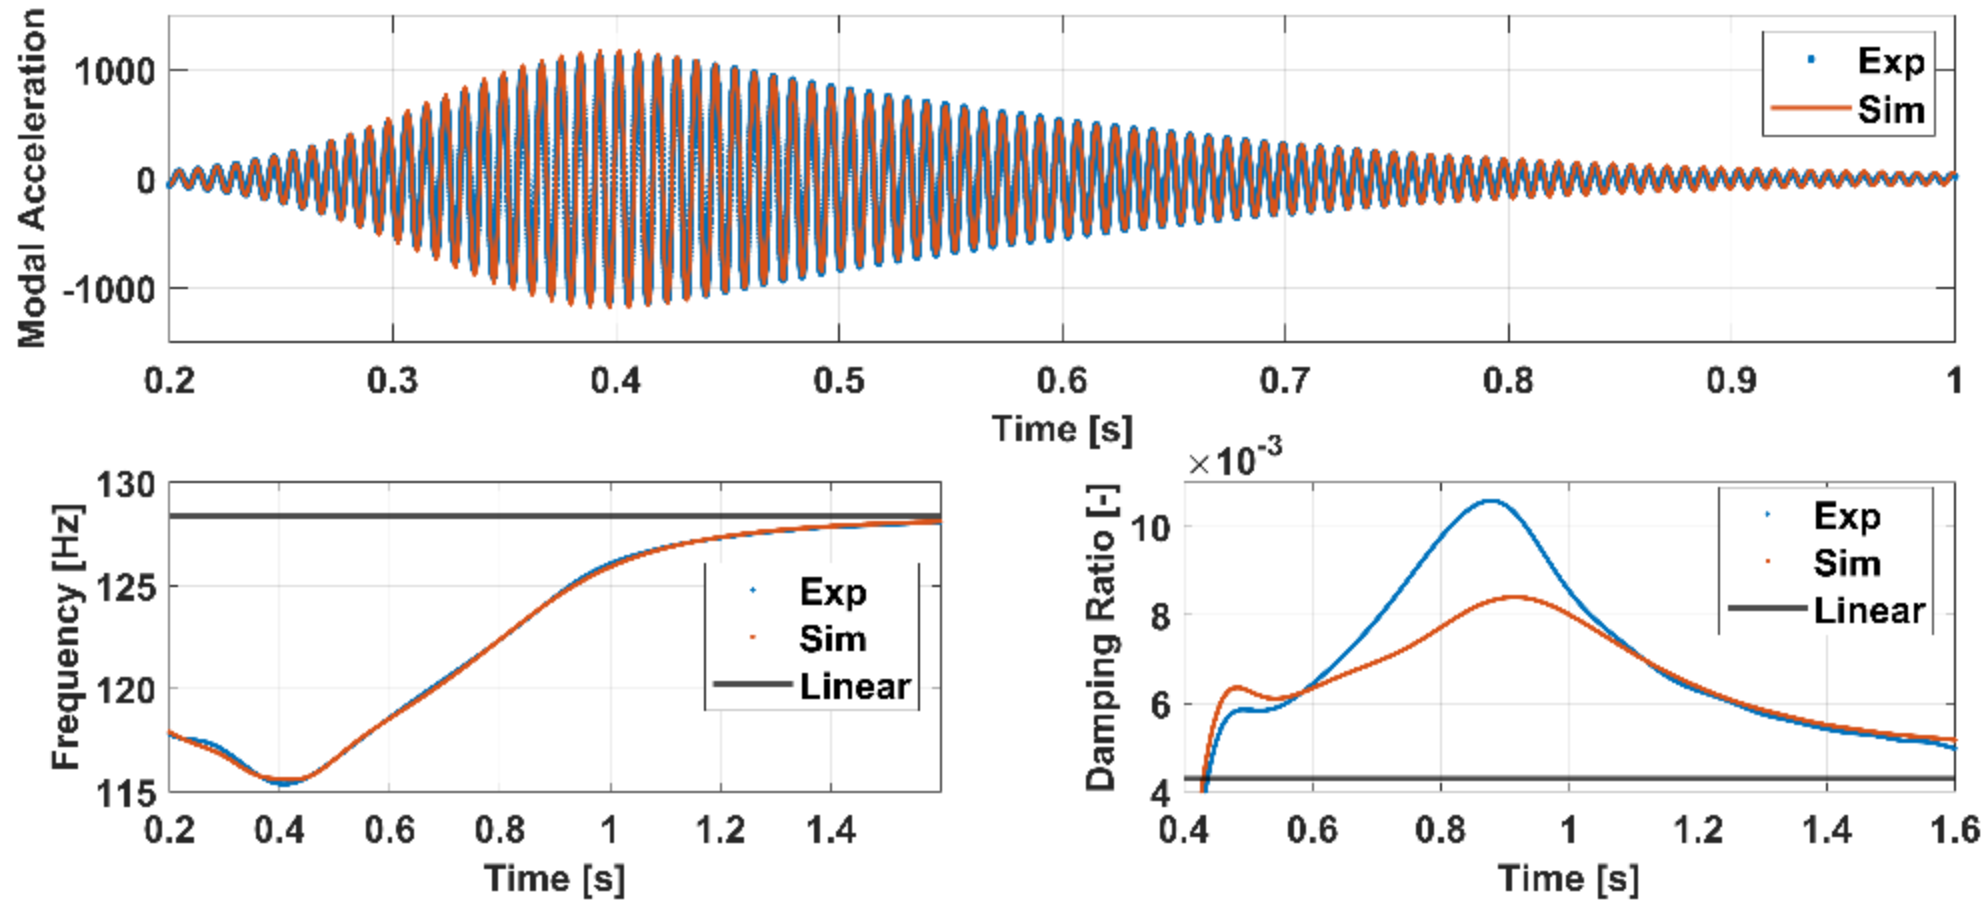 Modal Acceleration
1000
0
-1000
Exp
Sim
0.2 0.3 0.4 0.5 0.6 0.7 0.8 0.9 1
Time [s]
Frequency [Hz]
130
125
120
115
Exp
Sim
Linear
0.2 0.4 0.6 0.8 1 1.2 1.4
Time [s]
×10-3
Damping Ratio [-]
10
8
6
4
Exp
Sim
Linear
0.4 0.6 0.8 1 1.2 1.4 1.6
Time [s]